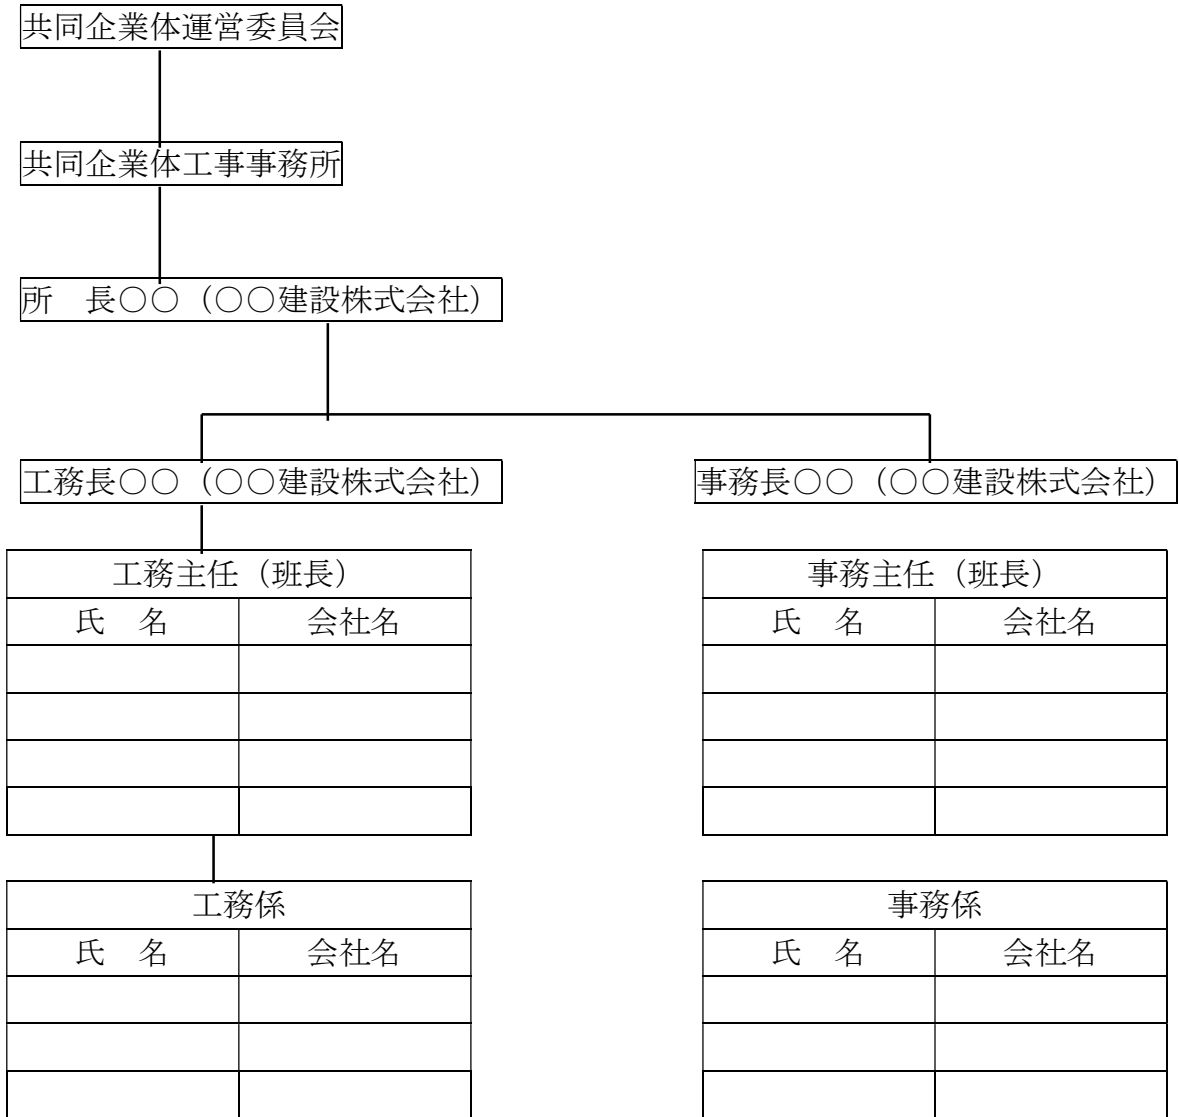 共同企業体運営委員会
共同企業体工事事務所
所　長○○（○○建設株式会社）
工務長○○（○○建設株式会社）
事務長○○（○○建設株式会社）
工務主任（班長）
氏　名　会社名
事務主任（班長）
氏　名　会社名
工務係
氏　名　会社名
事務係
氏　名　会社名